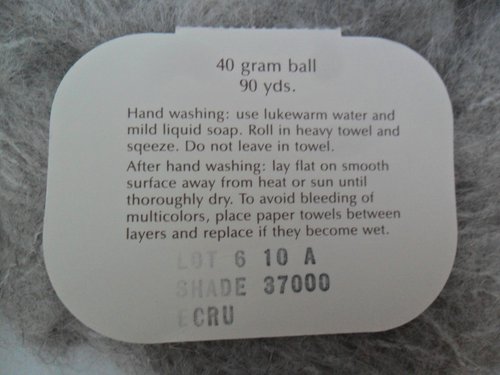 40 gram ball
90 yds.
Hand washing: use lukewarm water and
mild liquid soap. Roll in heavy towel and
sqeeze. Do not leave in towel.
After hand washing: lay flat on smooth
surface away from heat or sun until
thoroughly dry. To avoid bleeding of
multicolors, place paper towels between
layers and replace if they become wet.
LOT 6 10 A
SHADE 37000
ECRU